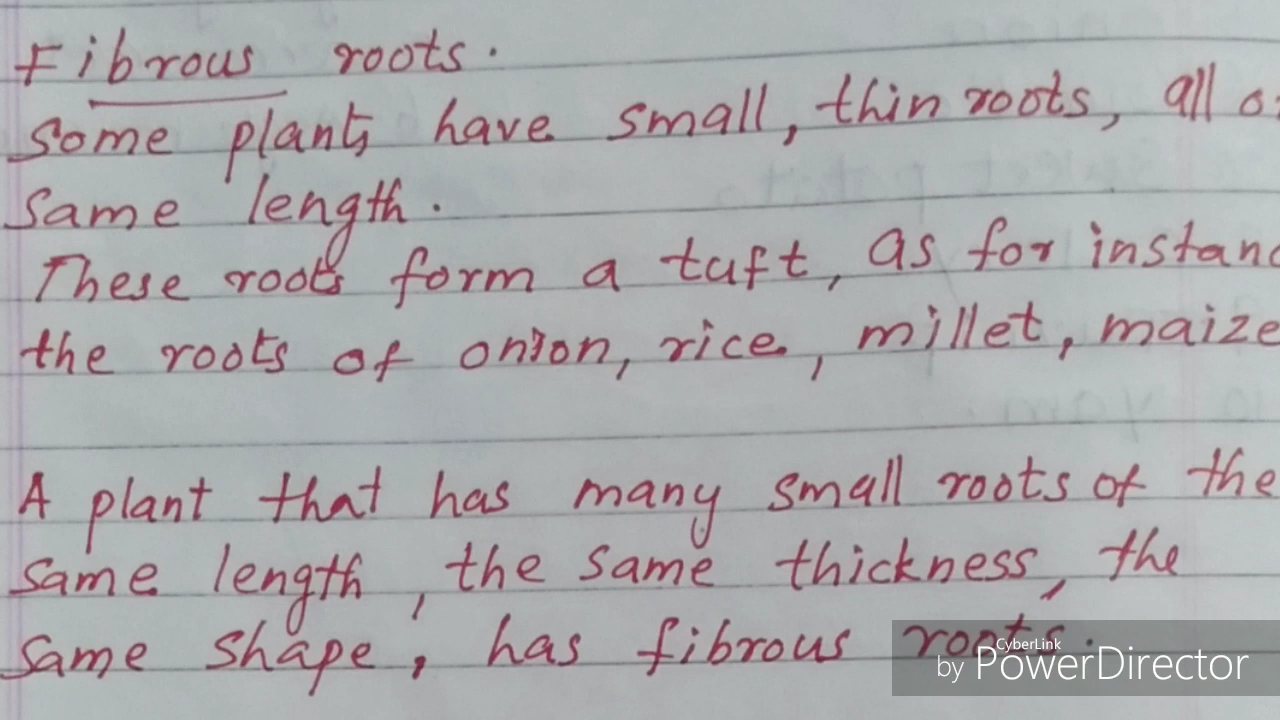 Fibrous roots.
Some plants have small, thin roots, all
Same length.
These roots form a tuft, as for
the roots of onion, rice, millet, maize
A plant that has many small roots of the
same length, the same thickness, the
same shape, has fibrous roots.
CyberLink
by PowerDirector